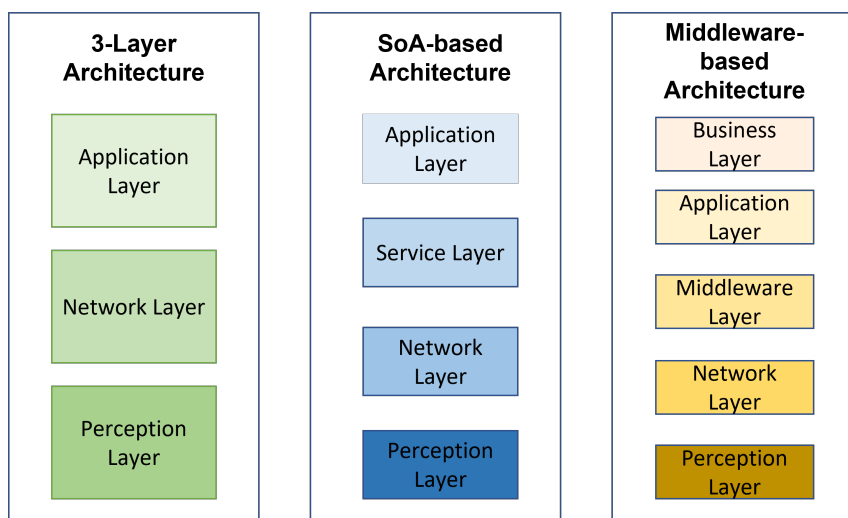 3-Layer
Architecture
Application
Layer
Network Layer
Perception
Layer
SoA-based
Architecture
Application
Layer
Service Layer
Network
Layer
Perception
Layer
Middleware-
based
Architecture
Business
Layer
Application
Layer
Middleware
Layer
Network
Layer
Perception
Layer